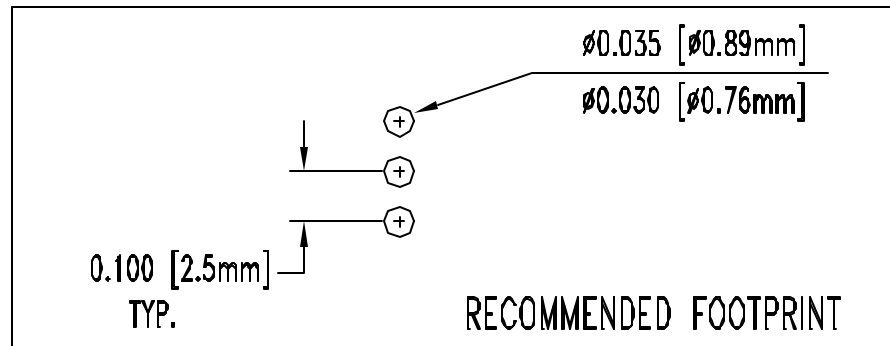 ø0.035 [ø0.89mm]
ø0.030 [ø0.76mm]
0.100 [2.5mm]
TYP.
RECOMMENDED FOOTPRINT